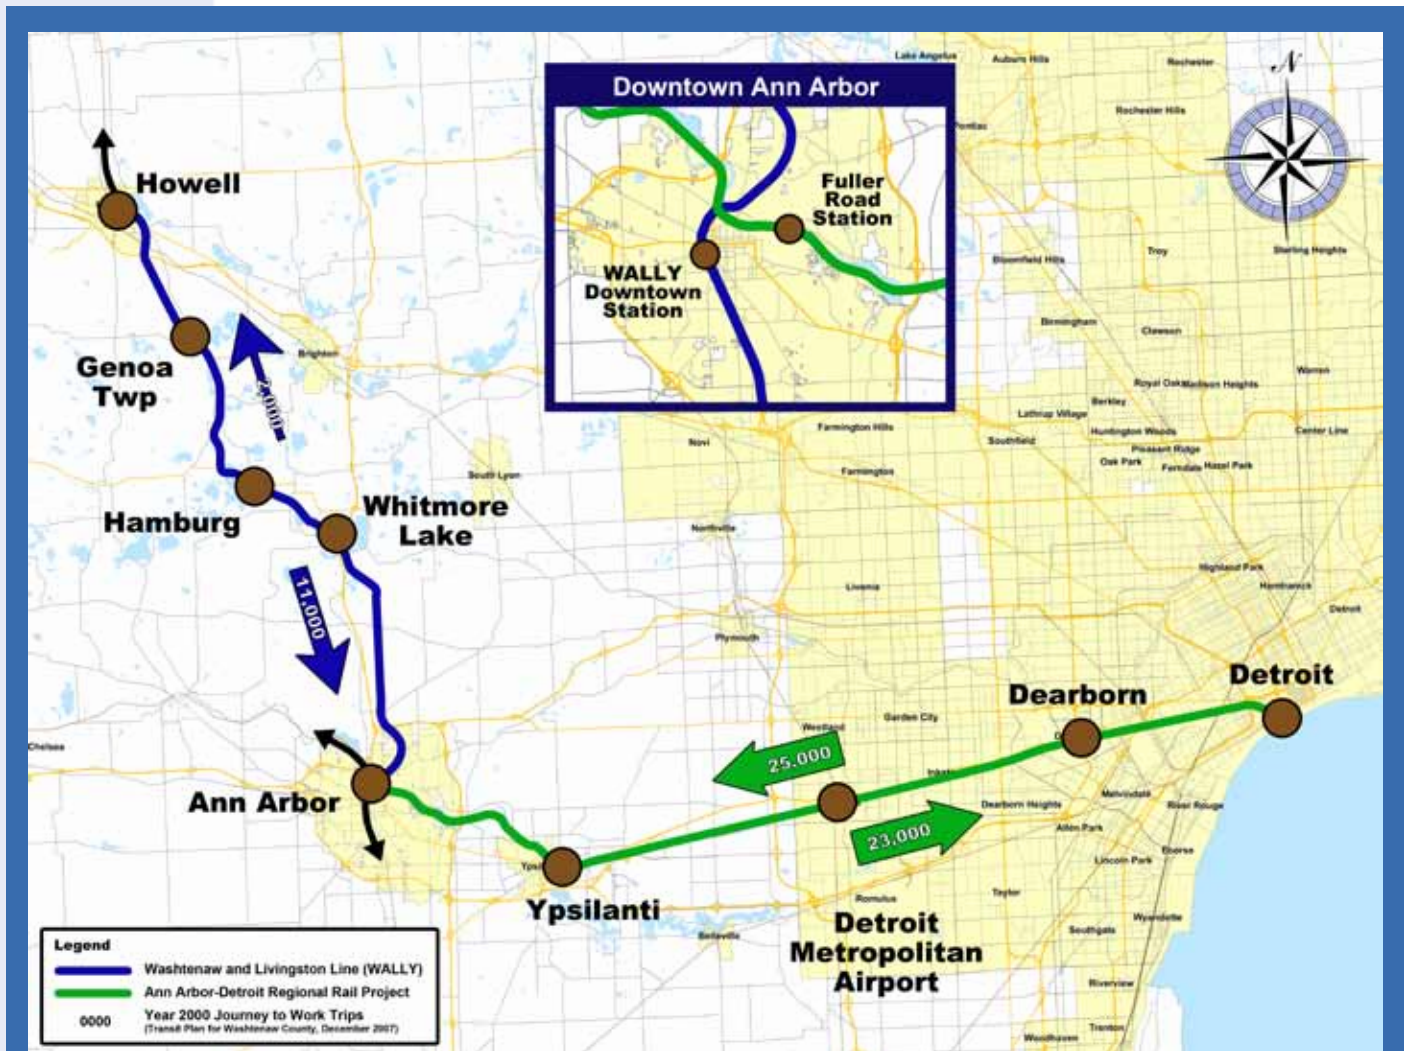 Lake Angelus
Auburn Hills
Rochester
N
Downtown Ann Arbor
Rochester Hills
Pontiac
Howell
Fuller
Road
Station
Troy
Sterling Heights
Bloomfield Hills
WALLY
Downtown
Station
Birmingham
Clawson
Brighton
Genoa
Twp
2,000
Warren
Royal Oak
Madison Heights
Berkley
Lathrup Village
Farmington Hills
Huntington Woods
Center Line
Novi
Southfield
Pleasant Ridge
Oak Park
Ferndale
Hazel Park
Farmington
South Lyon
Hamburg
Whitmore
Lake
Northville
Highland Park
Hamtramck
Livonia
11,000
Detroit
Plymouth
Detroit
Dearborn
Garden City
Westland
Chelsea
25,000
Ann Arbor
Dearborn Heights
Melvindale
River Rouge
23,000
Allen Park
Ecorse
Lincoln Park
Ypsilanti
Romulus
Taylor
Wyandotte
Detroit
Metropolitan
Airport
Southgate
Belleville
Riverview
Trenton
Woodhaven
Legend
Washtenaw and Livingston Line (WALLY)
Ann Arbor-Detroit Regional Rail Project
0000 Year 2000 Journey to Work Trips
(Transit Plan for Washtenaw County, December 2007)